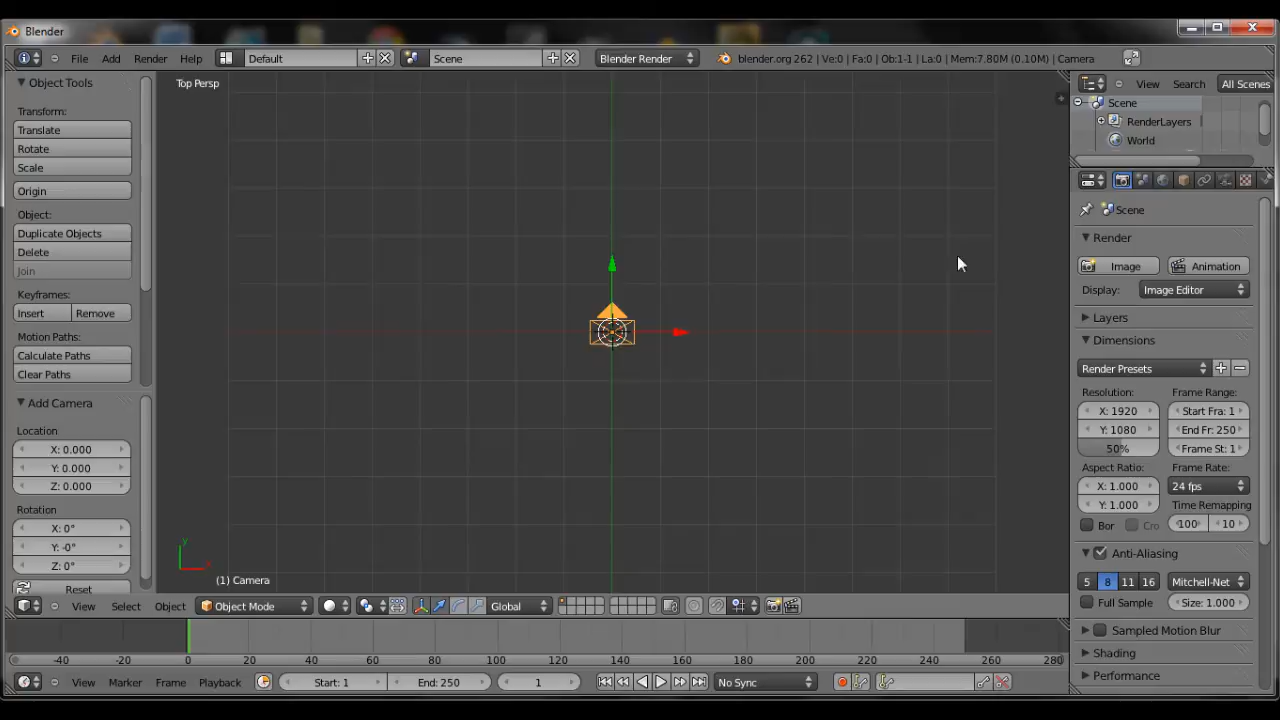 Blender
File Add Render Help Default Scene Blender Render blender.org 262 | Ve:0 | Fa:0 | Ob:1-1 | La:0 | Mem:7.80M (0.10M) | Camera
Object Tools
Transform:
Translate
Rotate
Scale
Origin
Object:
Duplicate Objects
Delete
Join
Keyframes:
Insert Remove
Motion Paths:
Calculate Paths
Clear Paths
Add Camera
Location
X: 0.000
Y: 0.000
Z: 0.000
Rotation
X: 0°
Y: -0°
Z: 0°
Reset
Top Persp
y
(1) Camera
View Select Object Object Mode Global
View Search All Scenes
Scene
RenderLayers
World
Scene
Render
Image Animation
Display: Image Editor
Layers
Dimensions
Render Presets
Resolution: Frame Range:
X: 1920 Start Fra: 1
Y: 1080 End Fr: 250
50% Frame St: 1
Aspect Ratio: Frame Rate:
X: 1.000 24 fps
Y: 1.000 Time Remapping
Bor Cro 100 10
Anti-Aliasing
5 8 11 16 Mitchell-Net
Full Sample Size: 1.000
Sampled Motion Blur
Shading
Performance
-40 -20 0 20 40 60 80 100 120 140 160 180 200 220 240 260 280
View Marker Frame Playback Start: 1 End: 250 1 No Sync